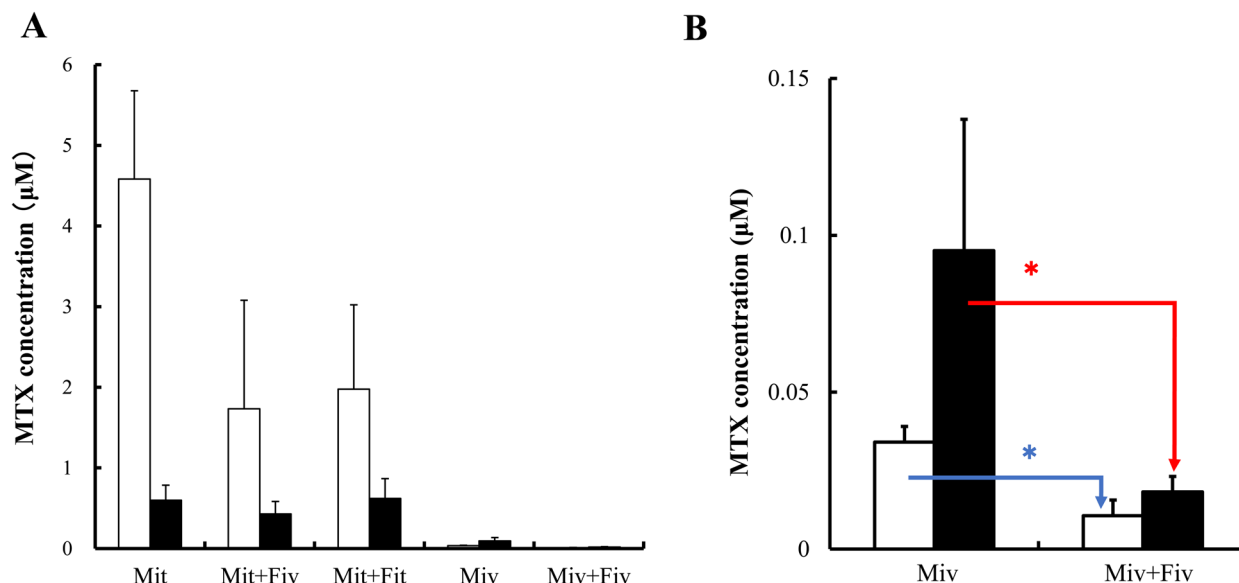 A
MTX concentration (μM)
6
5
4
3
2
1
0
Mit
Mit+Fiv
Mit+Fit
Miv
Miv+Fiv
B
MTX concentration (μM)
0.15
0.1
0.05
0
*
*
Miv
Miv+Fiv